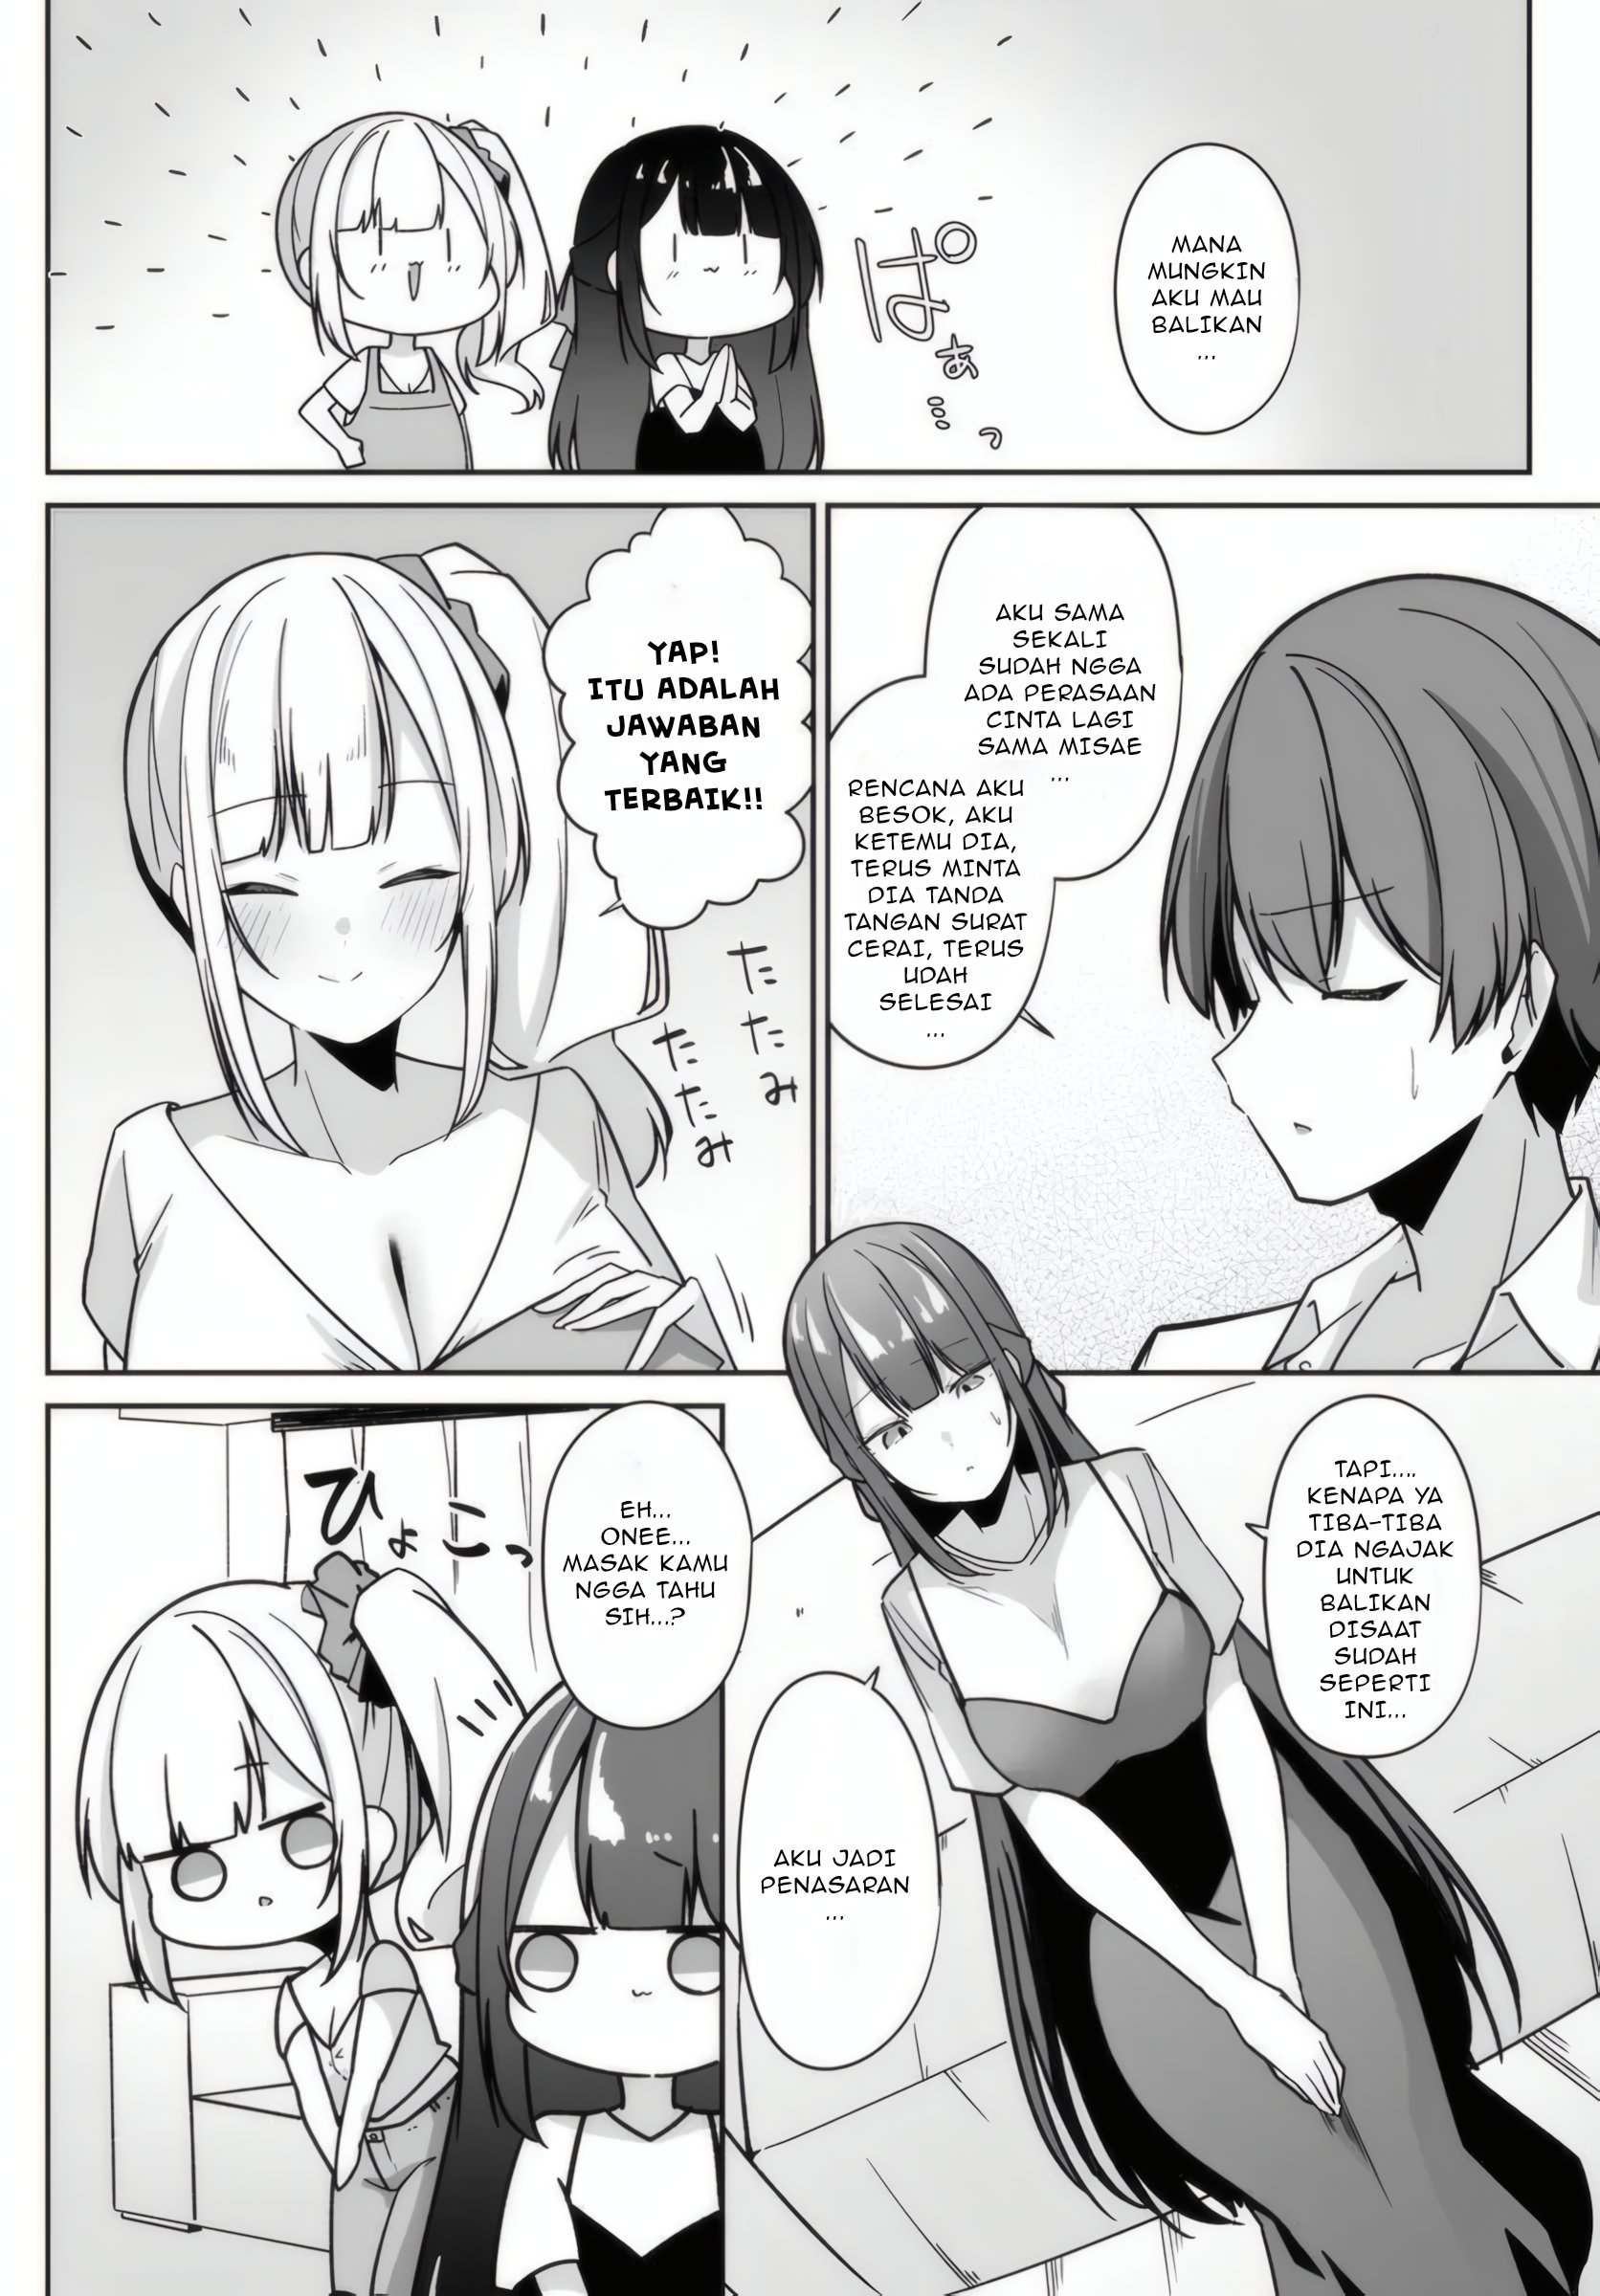 MANA
MUNGKIN
AKU MAU
BALIKAN
...
ぱぁ…っ
AKU SAMA
SEKALI
SUDAH NGGA
ADA PERASAAN
CINTA LAGI
SAMA MISAE
...
RENCANA AKU
BESOK, AKU
KETEMU DIA,
TERUS MINTA
DIA TANDA
TANGAN SURAT
CERAI, TERUS
UDAH
SELESAI
...
YAP!
ITU ADALAH
JAWABAN
YANG
TERBAIK!!
たたみ
たたみ
TAPI....
KENAPA YA
TIBA-TIBA
DIA NGAJAK
UNTUK
BALIKAN
DISAAT
SUDAH
SEPERTI
INI...
AKU JADI
PENASARAN
...
EH...
ONEE...
MASAK KAMU
NGGA TAHU
SIH...?
ひょこっ